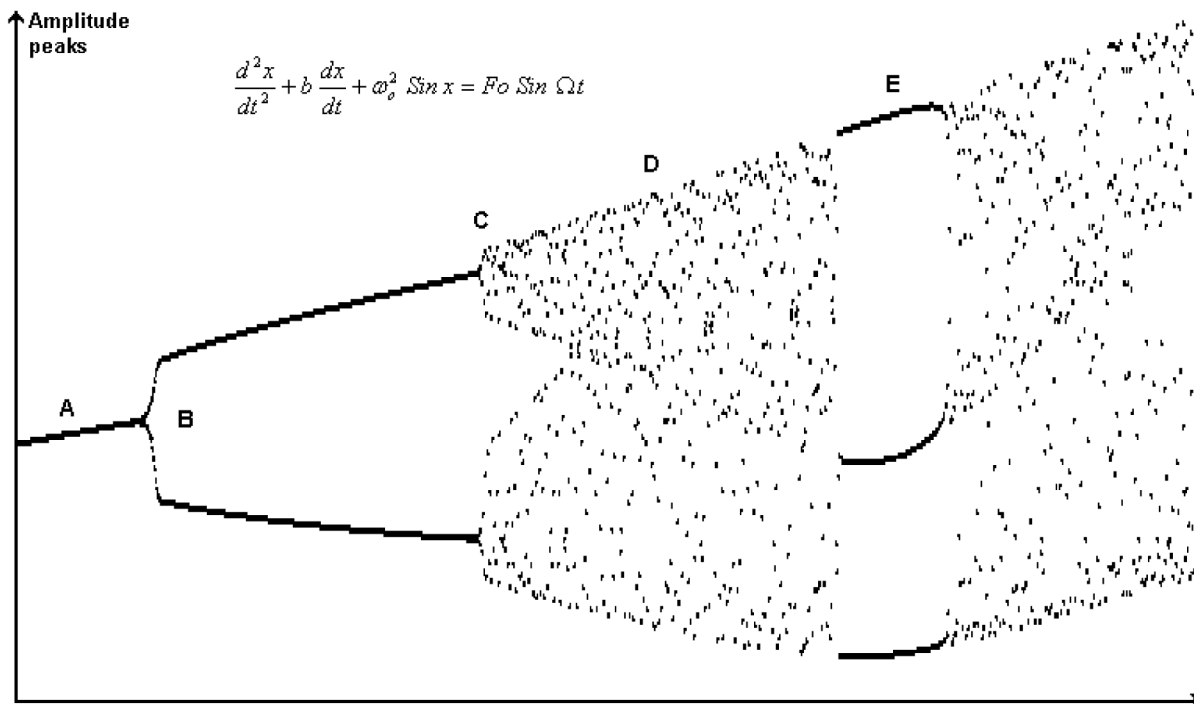 Amplitude
peaks
d²x/dt² + b dx/dt + ω₀² Sin x = Fo Sin Ωt
E
D
C
A
B